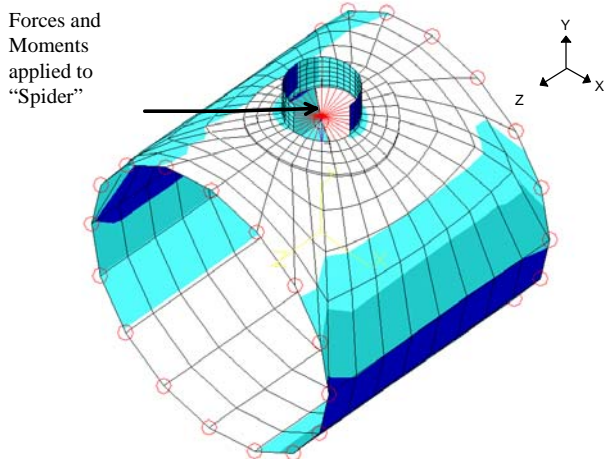 Forces and
Moments
applied to
“Spider”
Y
X
Z